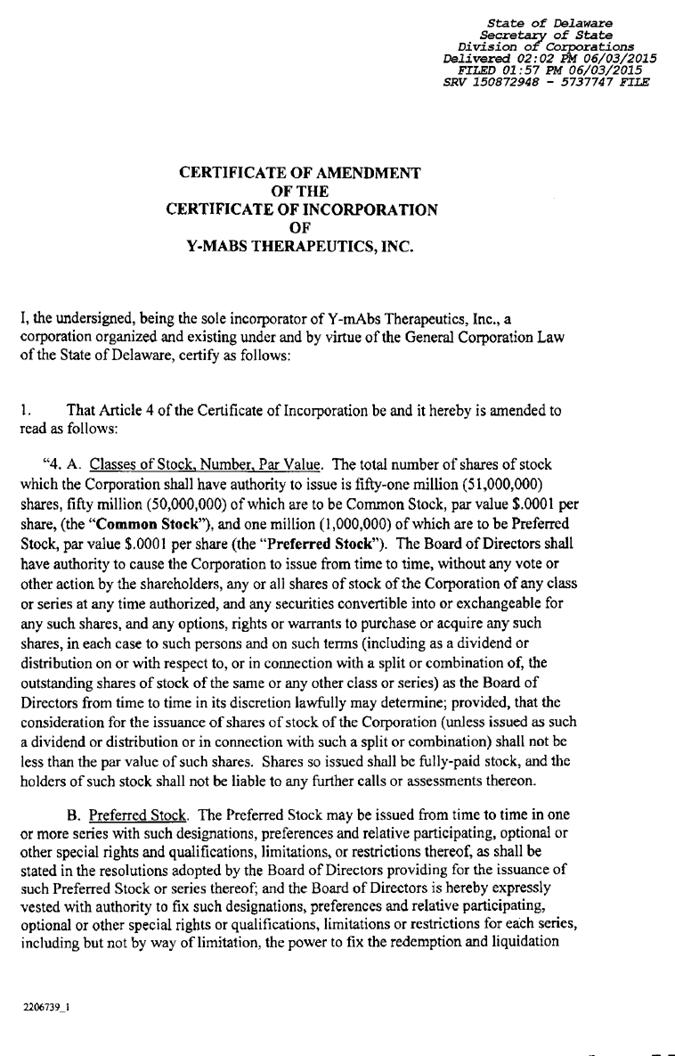 State of Delaware
Secretary of State
Division of Corporations
Delivered 02:02 PM 06/03/2015
FILED 01:57 PM 06/03/2015
SRV 150872948 - 5737747 FILE
CERTIFICATE OF AMENDMENT
OF THE
CERTIFICATE OF INCORPORATION
OF
Y-MABS THERAPEUTICS, INC.
I, the undersigned, being the sole incorporator of Y-mAbs Therapeutics, Inc., a
corporation organized and existing under and by virtue of the General Corporation Law
of the State of Delaware, certify as follows:
1. That Article 4 of the Certificate of Incorporation be and it hereby is amended to
read as follows:
“4. A. Classes of Stock, Number, Par Value. The total number of shares of stock
which the Corporation shall have authority to issue is fifty-one million (51,000,000)
shares, fifty million (50,000,000) of which are to be Common Stock, par value $.0001 per
share, (the “Common Stock”), and one million (1,000,000) of which are to be Preferred
Stock, par value $.0001 per share (the “Preferred Stock”). The Board of Directors shall
have authority to cause the Corporation to issue from time to time, without any vote or
other action by the shareholders, any or all shares of stock of the Corporation of any class
or series at any time authorized, and any securities convertible into or exchangeable for
any such shares, and any options, rights or warrants to purchase or acquire any such
shares, in each case to such persons and on such terms (including as a dividend or
distribution on or with respect to, or in connection with a split or combination of, the
outstanding shares of stock of the same or any other class or series) as the Board of
Directors from time to time in its discretion lawfully may determine; provided, that the
consideration for the issuance of shares of stock of the Corporation (unless issued as such
a dividend or distribution or in connection with such a split or combination) shall not be
less than the par value of such shares. Shares so issued shall be fully-paid stock, and the
holders of such stock shall not be liable to any further calls or assessments thereon.
B. Preferred Stock. The Preferred Stock may be issued from time to time in one
or more series with such designations, preferences and relative participating, optional or
other special rights and qualifications, limitations, or restrictions thereof, as shall be
stated in the resolutions adopted by the Board of Directors providing for the issuance of
such Preferred Stock or series thereof; and the Board of Directors is hereby expressly
vested with authority to fix such designations, preferences and relative participating,
optional or other special rights or qualifications, limitations or restrictions for each series,
including but not by way of limitation, the power to fix the redemption and liquidation
2206739_1